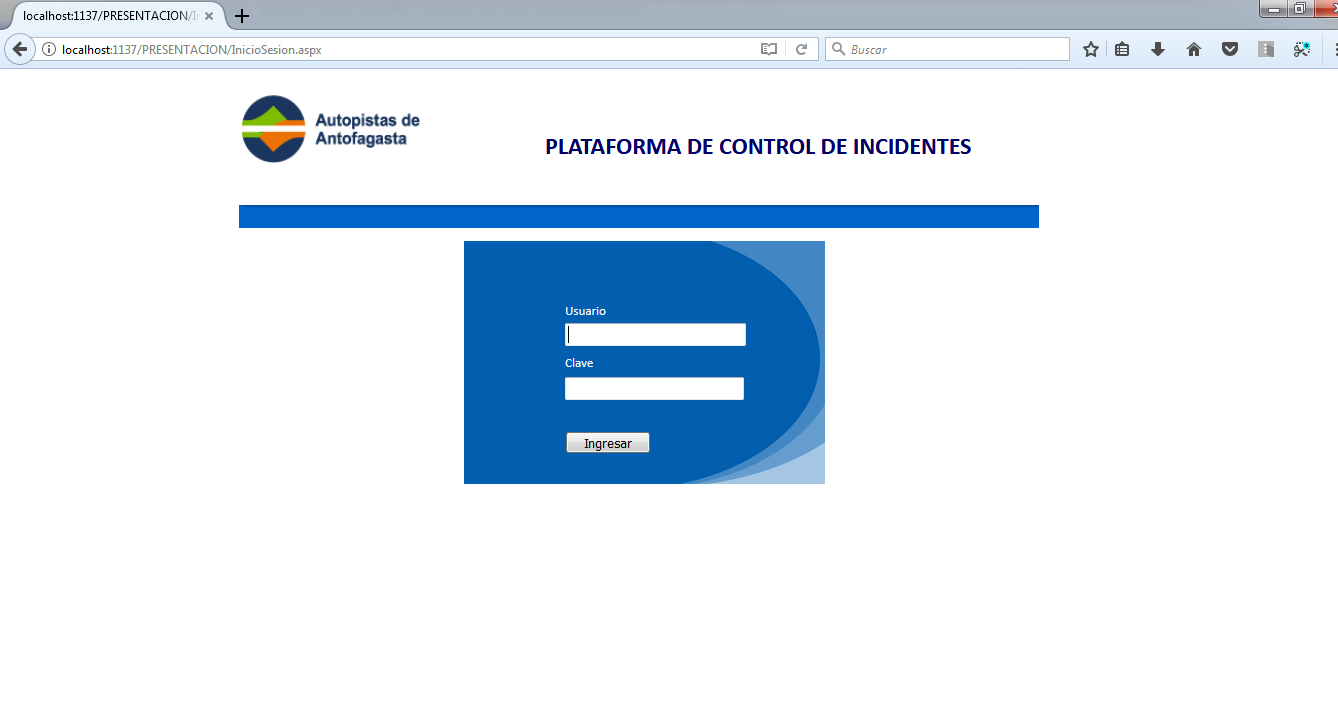 localhost:1137/PRESENTACION/I
localhost:1137/PRESENTACION/InicioSesion.aspx
Buscar
Autopistas de
Antofagasta
PLATAFORMA DE CONTROL DE INCIDENTES
Usuario
Clave
Ingresar